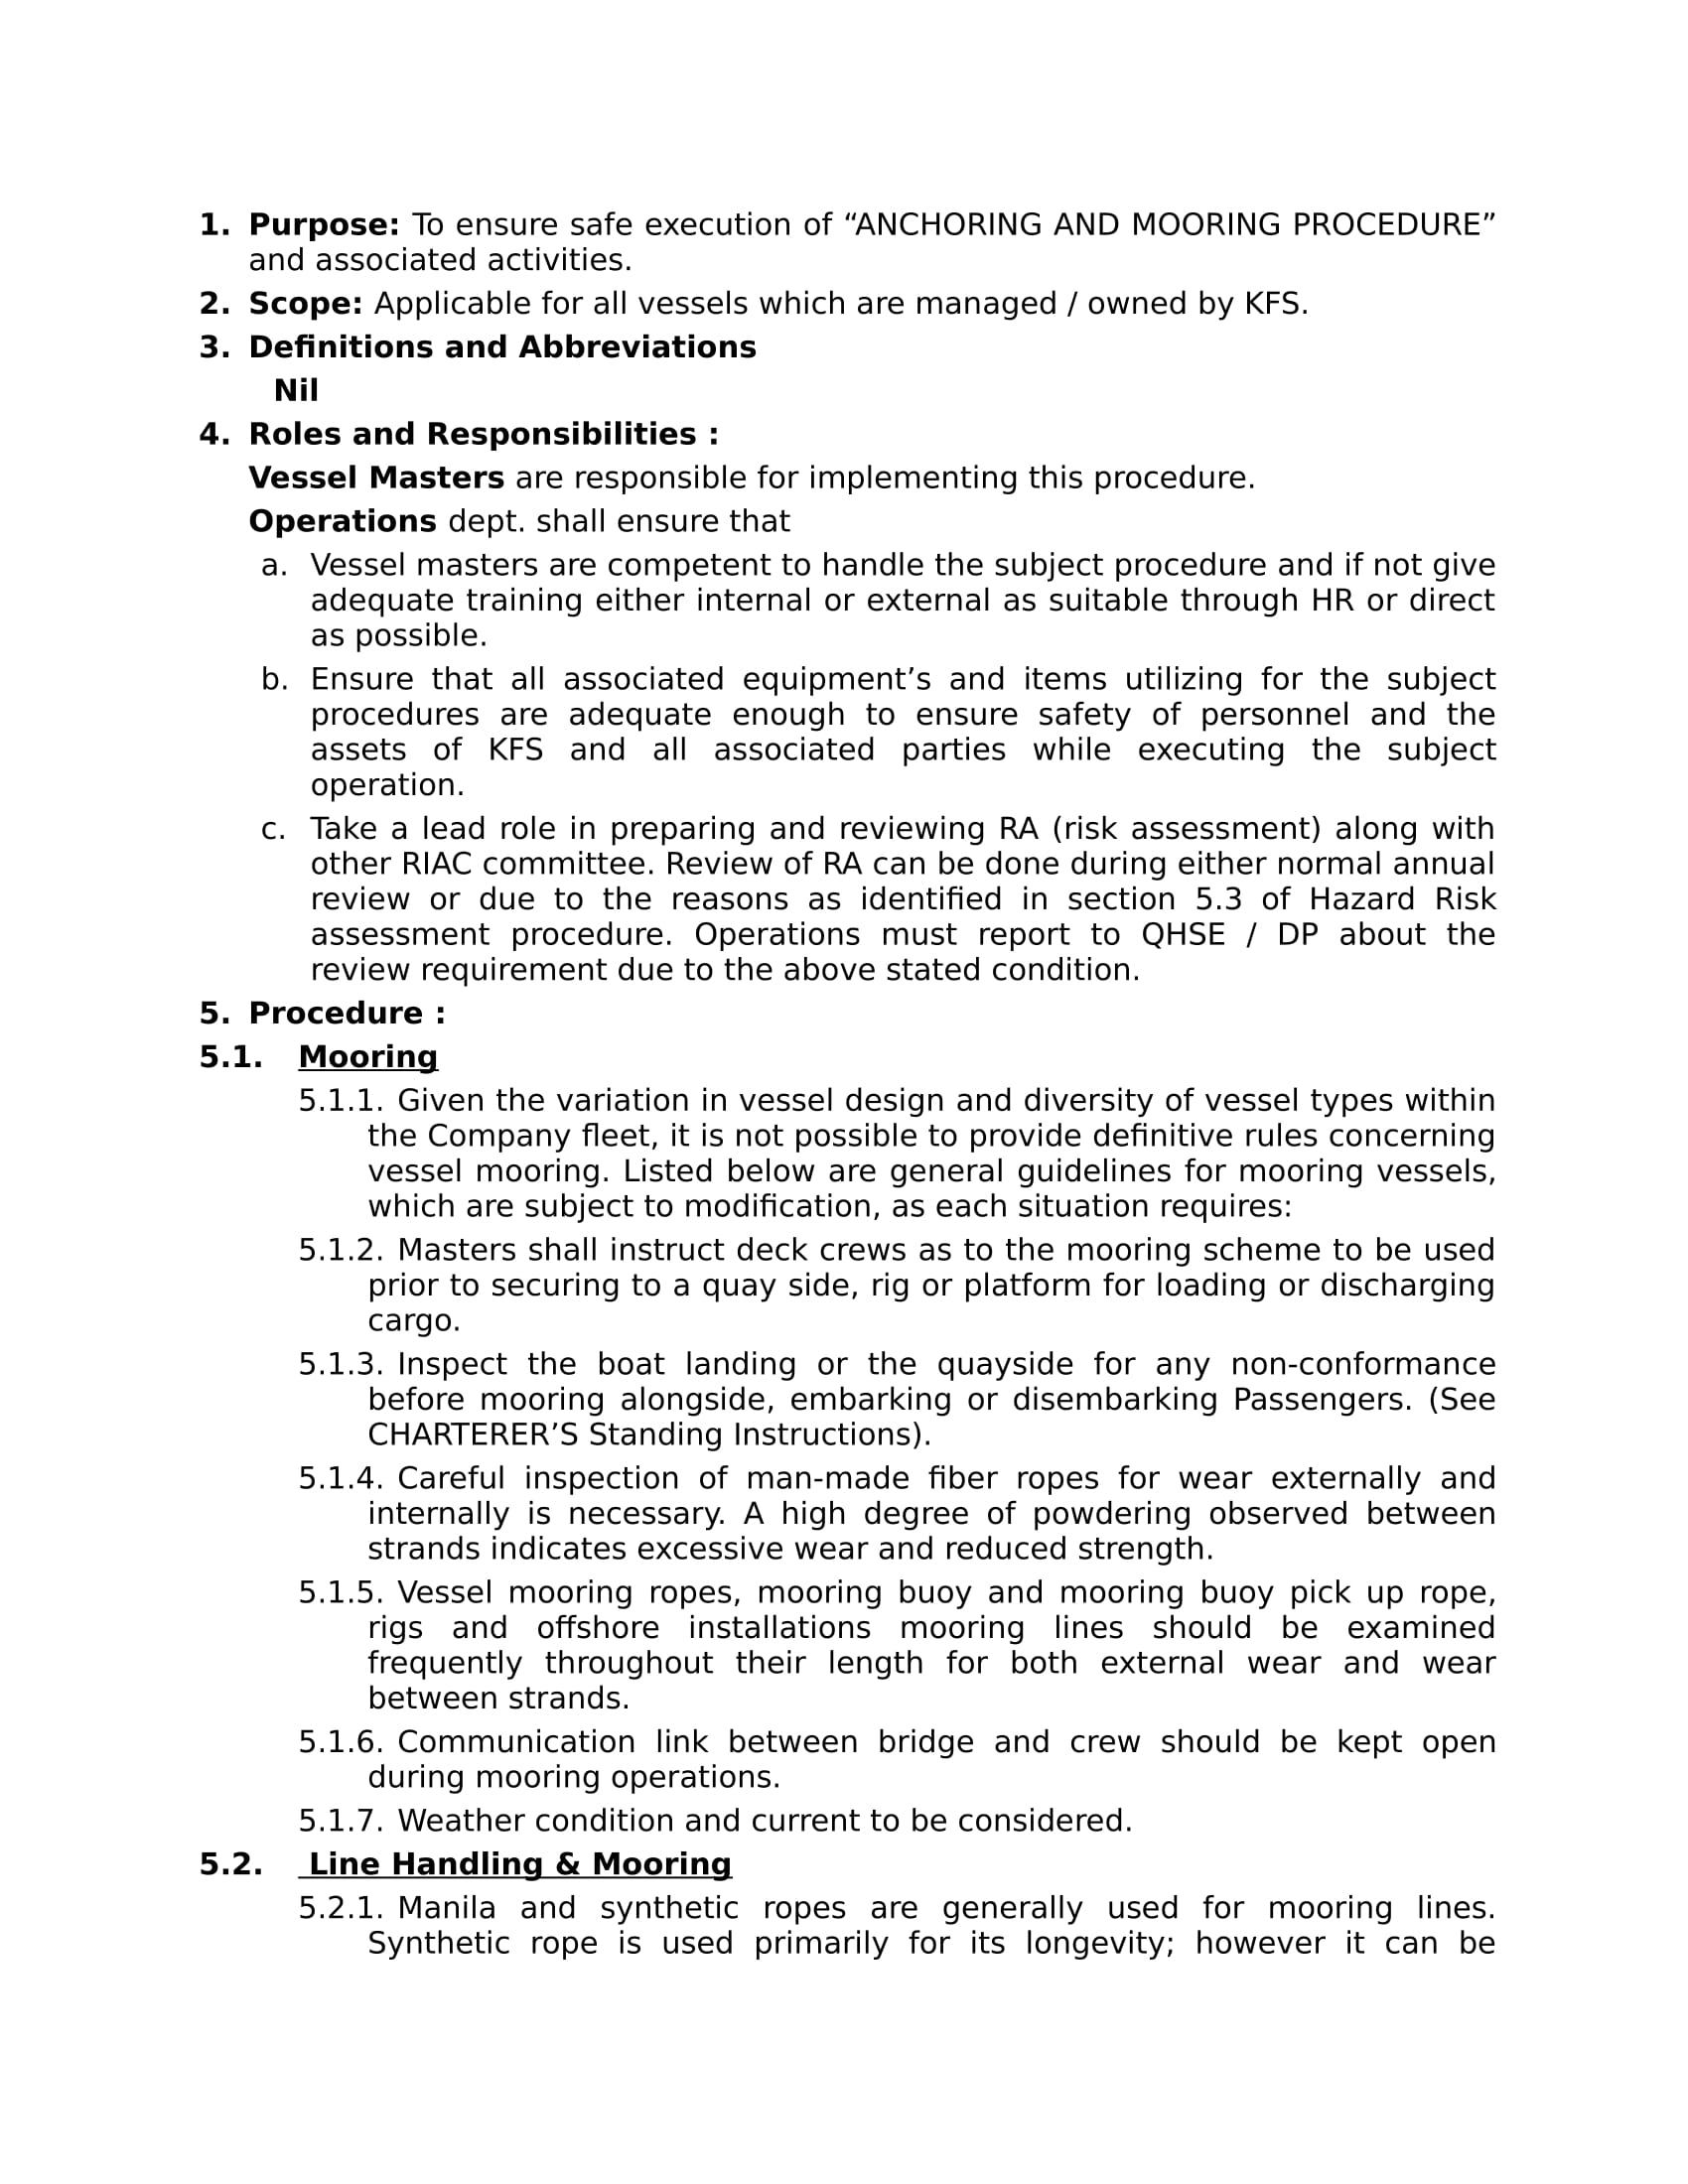 1. Purpose: To ensure safe execution of “ANCHORING AND MOORING PROCEDURE”
and associated activities.
2. Scope: Applicable for all vessels which are managed / owned by KFS.
3. Definitions and Abbreviations
Nil
4. Roles and Responsibilities :
Vessel Masters are responsible for implementing this procedure.
Operations dept. shall ensure that
a. Vessel masters are competent to handle the subject procedure and if not give
adequate training either internal or external as suitable through HR or direct
as possible.
b. Ensure that all associated equipment’s and items utilizing for the subject
procedures are adequate enough to ensure safety of personnel and the
assets of KFS and all associated parties while executing the subject
operation.
c. Take a lead role in preparing and reviewing RA (risk assessment) along with
other RIAC committee. Review of RA can be done during either normal annual
review or due to the reasons as identified in section 5.3 of Hazard Risk
assessment procedure. Operations must report to QHSE / DP about the
review requirement due to the above stated condition.
5. Procedure :
5.1. Mooring
5.1.1. Given the variation in vessel design and diversity of vessel types within
the Company fleet, it is not possible to provide definitive rules concerning
vessel mooring. Listed below are general guidelines for mooring vessels,
which are subject to modification, as each situation requires:
5.1.2. Masters shall instruct deck crews as to the mooring scheme to be used
prior to securing to a quay side, rig or platform for loading or discharging
cargo.
5.1.3. Inspect the boat landing or the quayside for any non-conformance
before mooring alongside, embarking or disembarking Passengers. (See
CHARTERER’S Standing Instructions).
5.1.4. Careful inspection of man-made fiber ropes for wear externally and
internally is necessary. A high degree of powdering observed between
strands indicates excessive wear and reduced strength.
5.1.5. Vessel mooring ropes, mooring buoy and mooring buoy pick up rope,
rigs and offshore installations mooring lines should be examined
frequently throughout their length for both external wear and wear
between strands.
5.1.6. Communication link between bridge and crew should be kept open
during mooring operations.
5.1.7. Weather condition and current to be considered.
5.2. Line Handling & Mooring
5.2.1. Manila and synthetic ropes are generally used for mooring lines.
Synthetic rope is used primarily for its longevity; however it can be